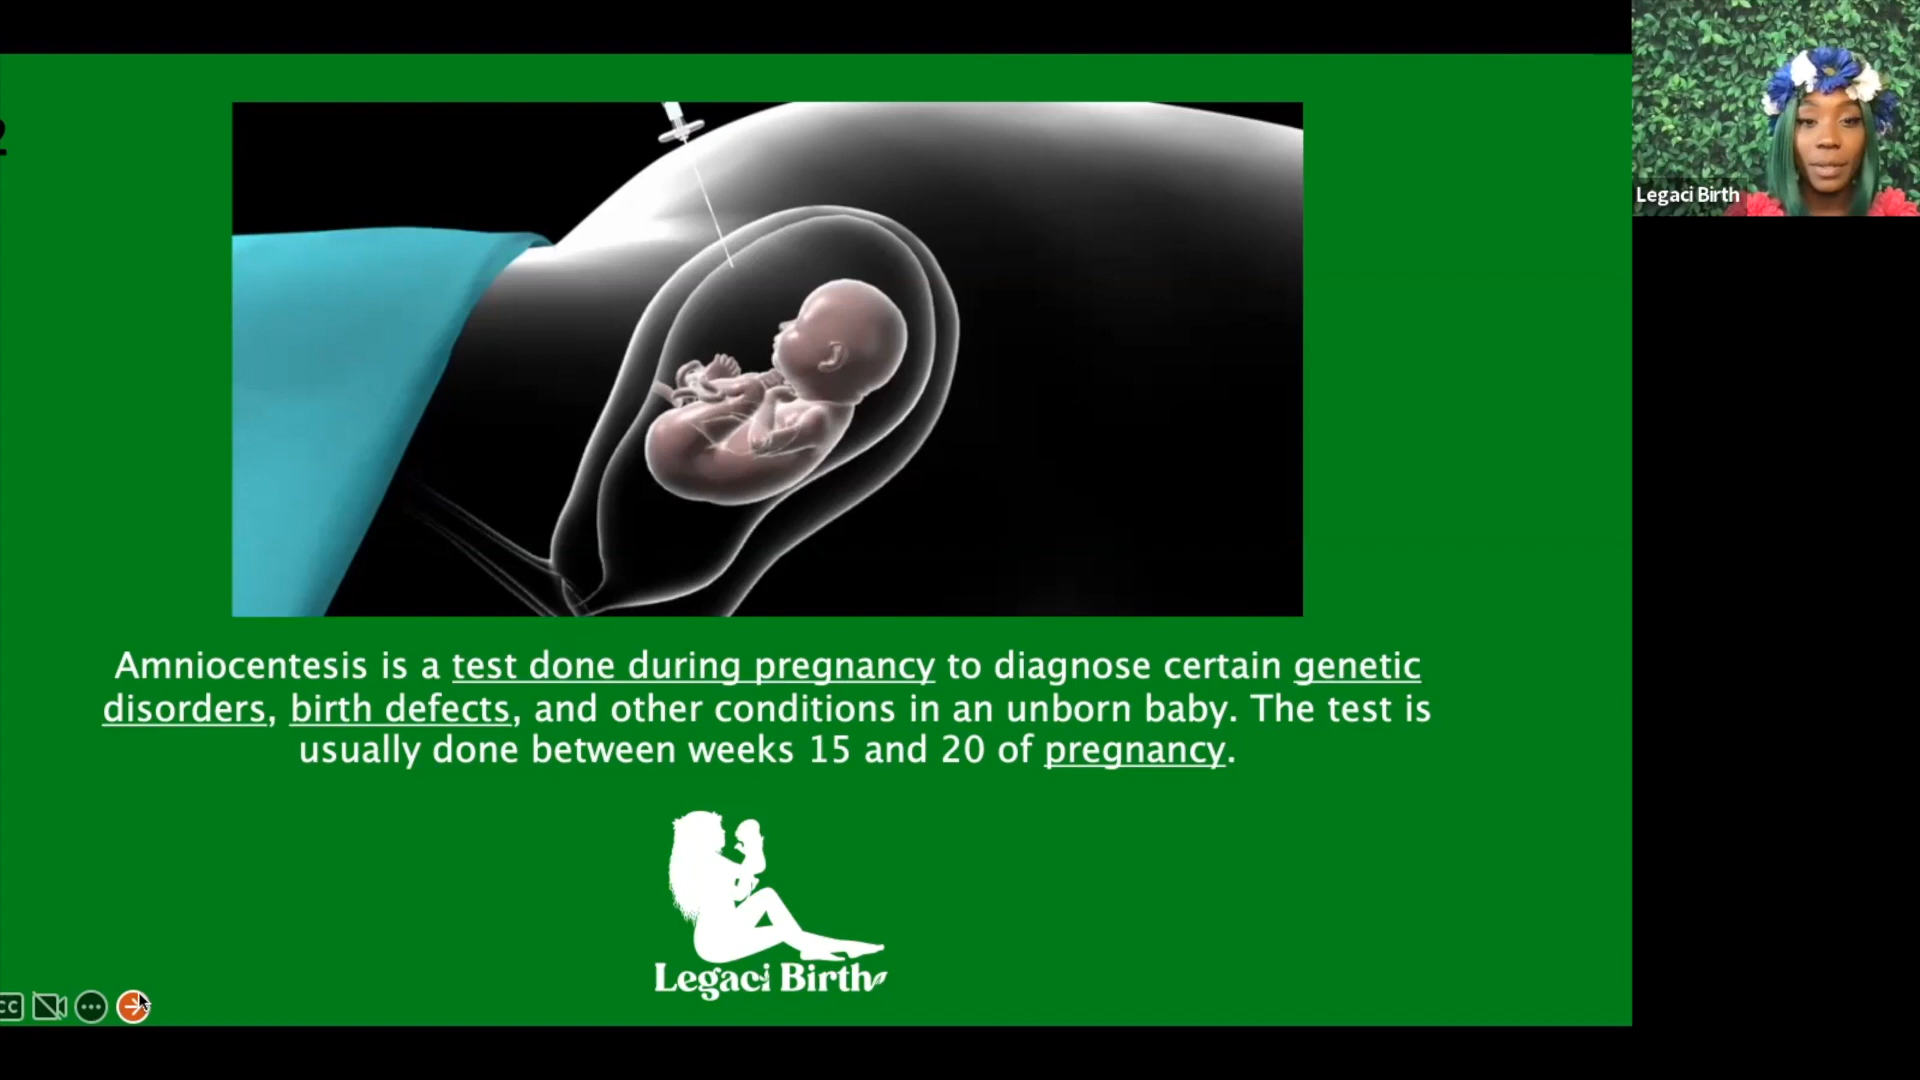 Legaci Birth
Amniocentesis is a test done during pregnancy to diagnose certain genetic
disorders, birth defects, and other conditions in an unborn baby. The test is
usually done between weeks 15 and 20 of pregnancy.
Legaci Birth
CC